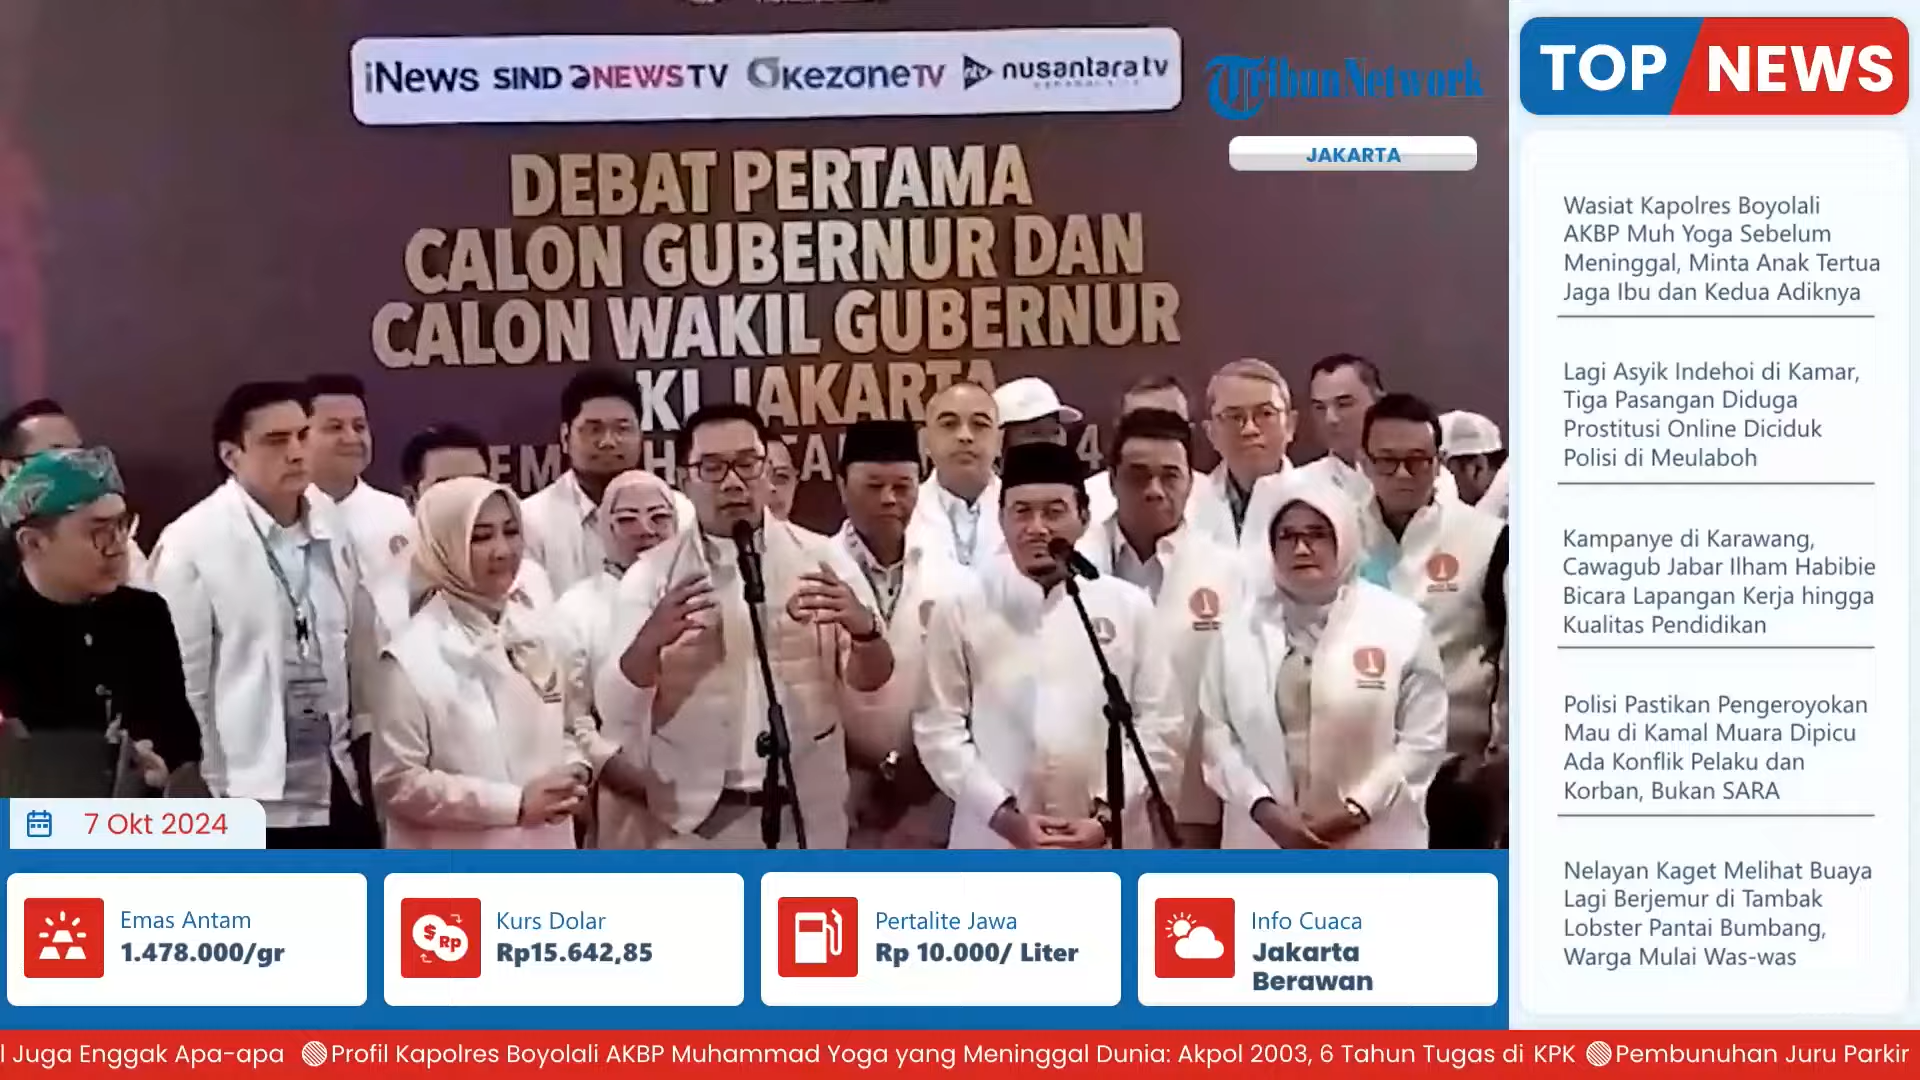 iNews SINDONEWS TV OKezone TV nusantara tv
TribunNetwork
JAKARTA
DEBAT PERTAMA
CALON GUBERNUR DAN
CALON WAKIL GUBERNUR
KI JAKARTA
7 Okt 2024
Emas Antam
1.478.000/gr
Kurs Dolar
Rp15.642,85
Pertalite Jawa
Rp 10.000/ Liter
Info Cuaca
Jakarta
Berawan
TOP NEWS
Wasiat Kapolres Boyolali
AKBP Muh Yoga Sebelum
Meninggal, Minta Anak Tertua
Jaga Ibu dan Kedua Adiknya
Lagi Asyik Indehoi di Kamar,
Tiga Pasangan Diduga
Prostitusi Online Diciduk
Polisi di Meulaboh
Kampanye di Karawang,
Cawagub Jabar Ilham Habibie
Bicara Lapangan Kerja hingga
Kualitas Pendidikan
Polisi Pastikan Pengeroyokan
Mau di Kamal Muara Dipicu
Ada Konflik Pelaku dan
Korban, Bukan SARA
Nelayan Kaget Melihat Buaya
Lagi Berjemur di Tambak
Lobster Pantai Bumbang,
Warga Mulai Was-was
l Juga Enggak Apa-apa Profil Kapolres Boyolali AKBP Muhammad Yoga yang Meninggal Dunia: Akpol 2003, 6 Tahun Tugas di KPK Pembunuhan Juru Parkir